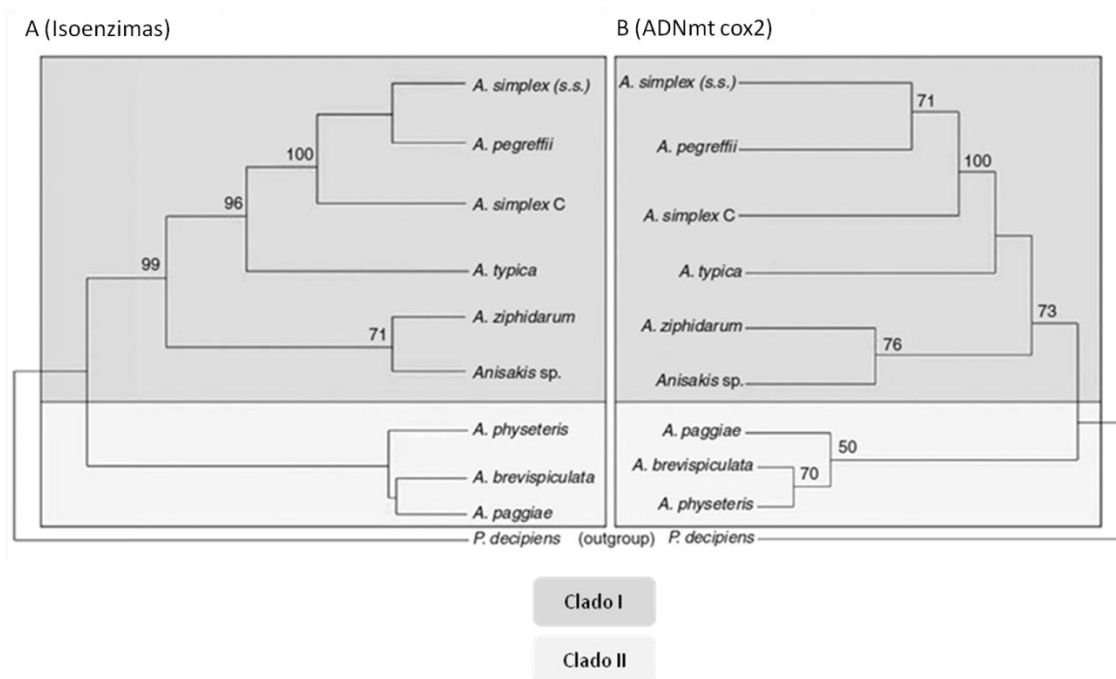 A (Isoenzimas)
A. simplex (s.s.)
A. pegreffii
100
A. simplex C
96
A. typica
99
A. ziphidarum
71
Anisakis sp.
A. physeteris
A. brevispiculata
A. paggiae
P. decipiens (outgroup) P. decipiens
B (ADNmt cox2)
A. simplex (s.s.)
71
A. pegreffii
100
A. simplex C
A. typica
73
A. ziphidarum
76
Anisakis sp.
A. paggiae
50
A. brevispiculata
70
A. physeteris
Clado I
Clado II